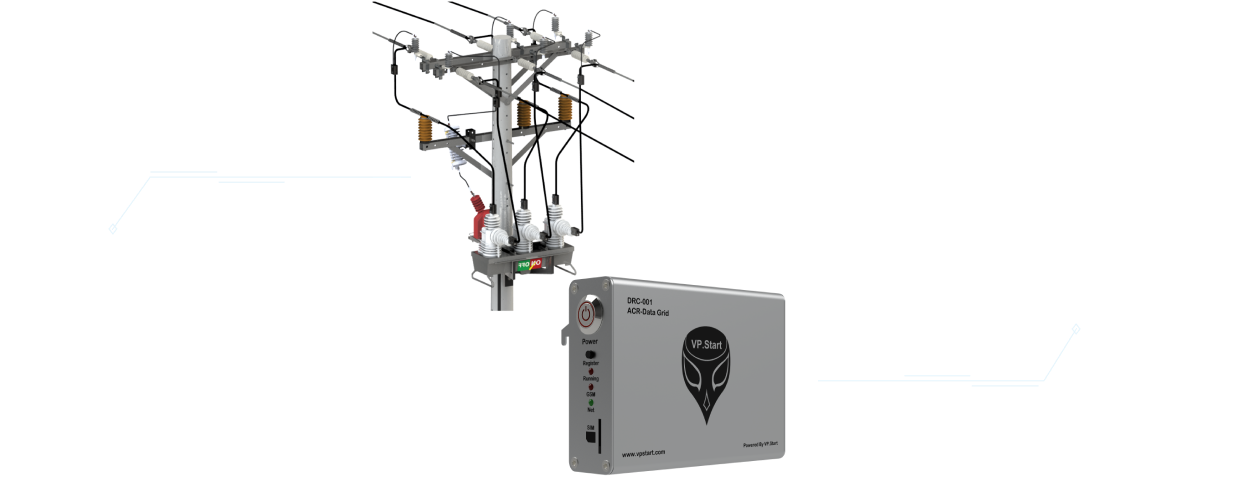 DRC-001
ACR-Data Grid
VP.Start
Power
Register
Running
GSM
Net
SIM
www.vpstart.com
Powered By VP Start